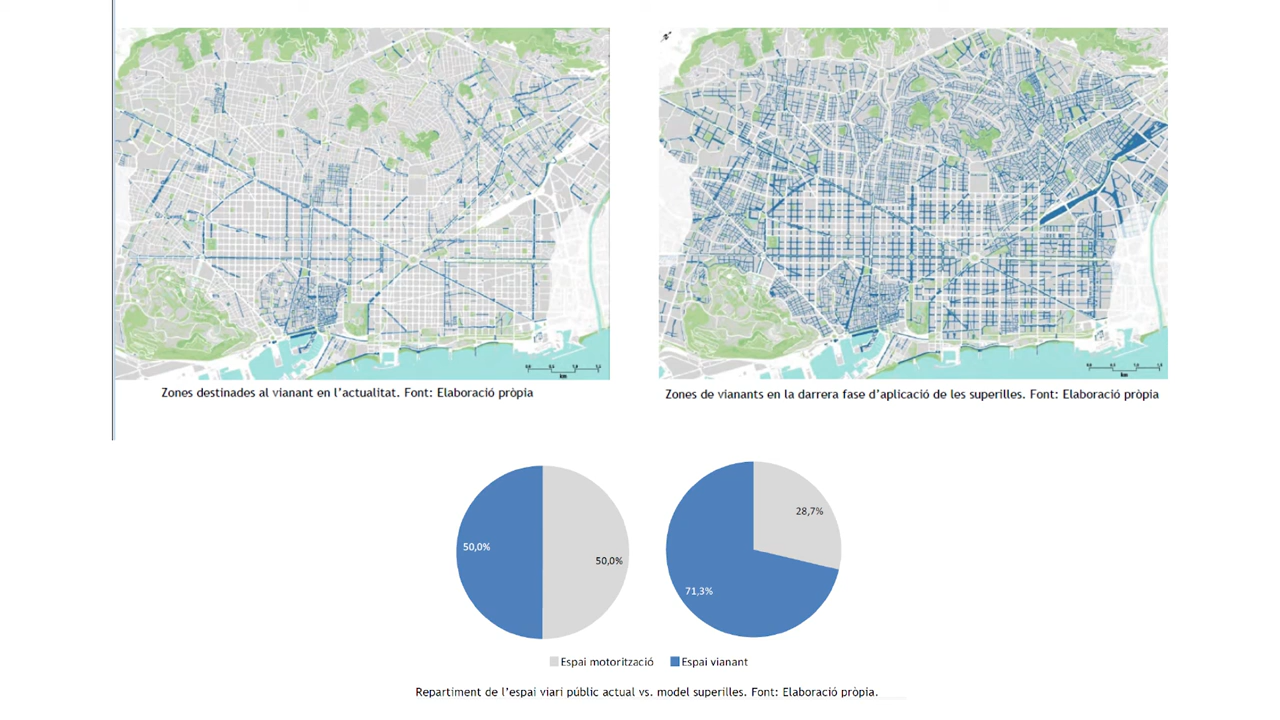 Zones destinades al vianant en l'actualitat. Font: Elaboració pròpia
Zones de vianants en la darrera fase d'aplicació de les superilles. Font: Elaboració pròpia
50,0%
50,0%
28,7%
71,3%
Espai motorització
Espai vianant
Repartiment de l'espai viari públic actual vs. model superilles. Font: Elaboració pròpia.